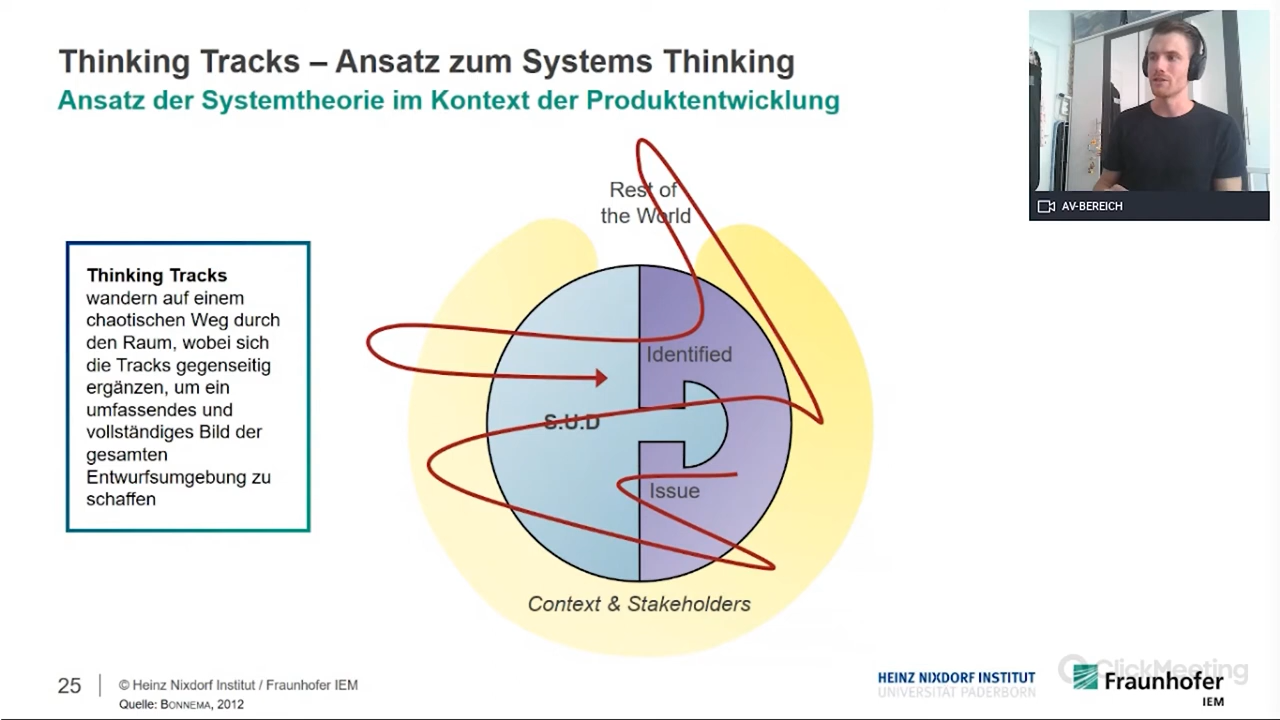 Thinking Tracks – Ansatz zum Systems Thinking
Ansatz der Systemtheorie im Kontext der Produktentwicklung
AV-BEREICH
Rest of
the World
Thinking Tracks
wandern auf einem
chaotischen Weg durch
den Raum, wobei sich
die Tracks gegenseitig
ergänzen, um ein
umfassendes und
vollständiges Bild der
gesamten
Entwurfsumgebung zu
schaffen
Identified
S.U.D
Issue
Context & Stakeholders
25
© Heinz Nixdorf Institut / Fraunhofer IEM
Quelle: BONNEMA, 2012
HEINZ NIXDORF INSTITUT
UNIVERSITÄT PADERBORN
ClickMeeting
Fraunhofer
IEM